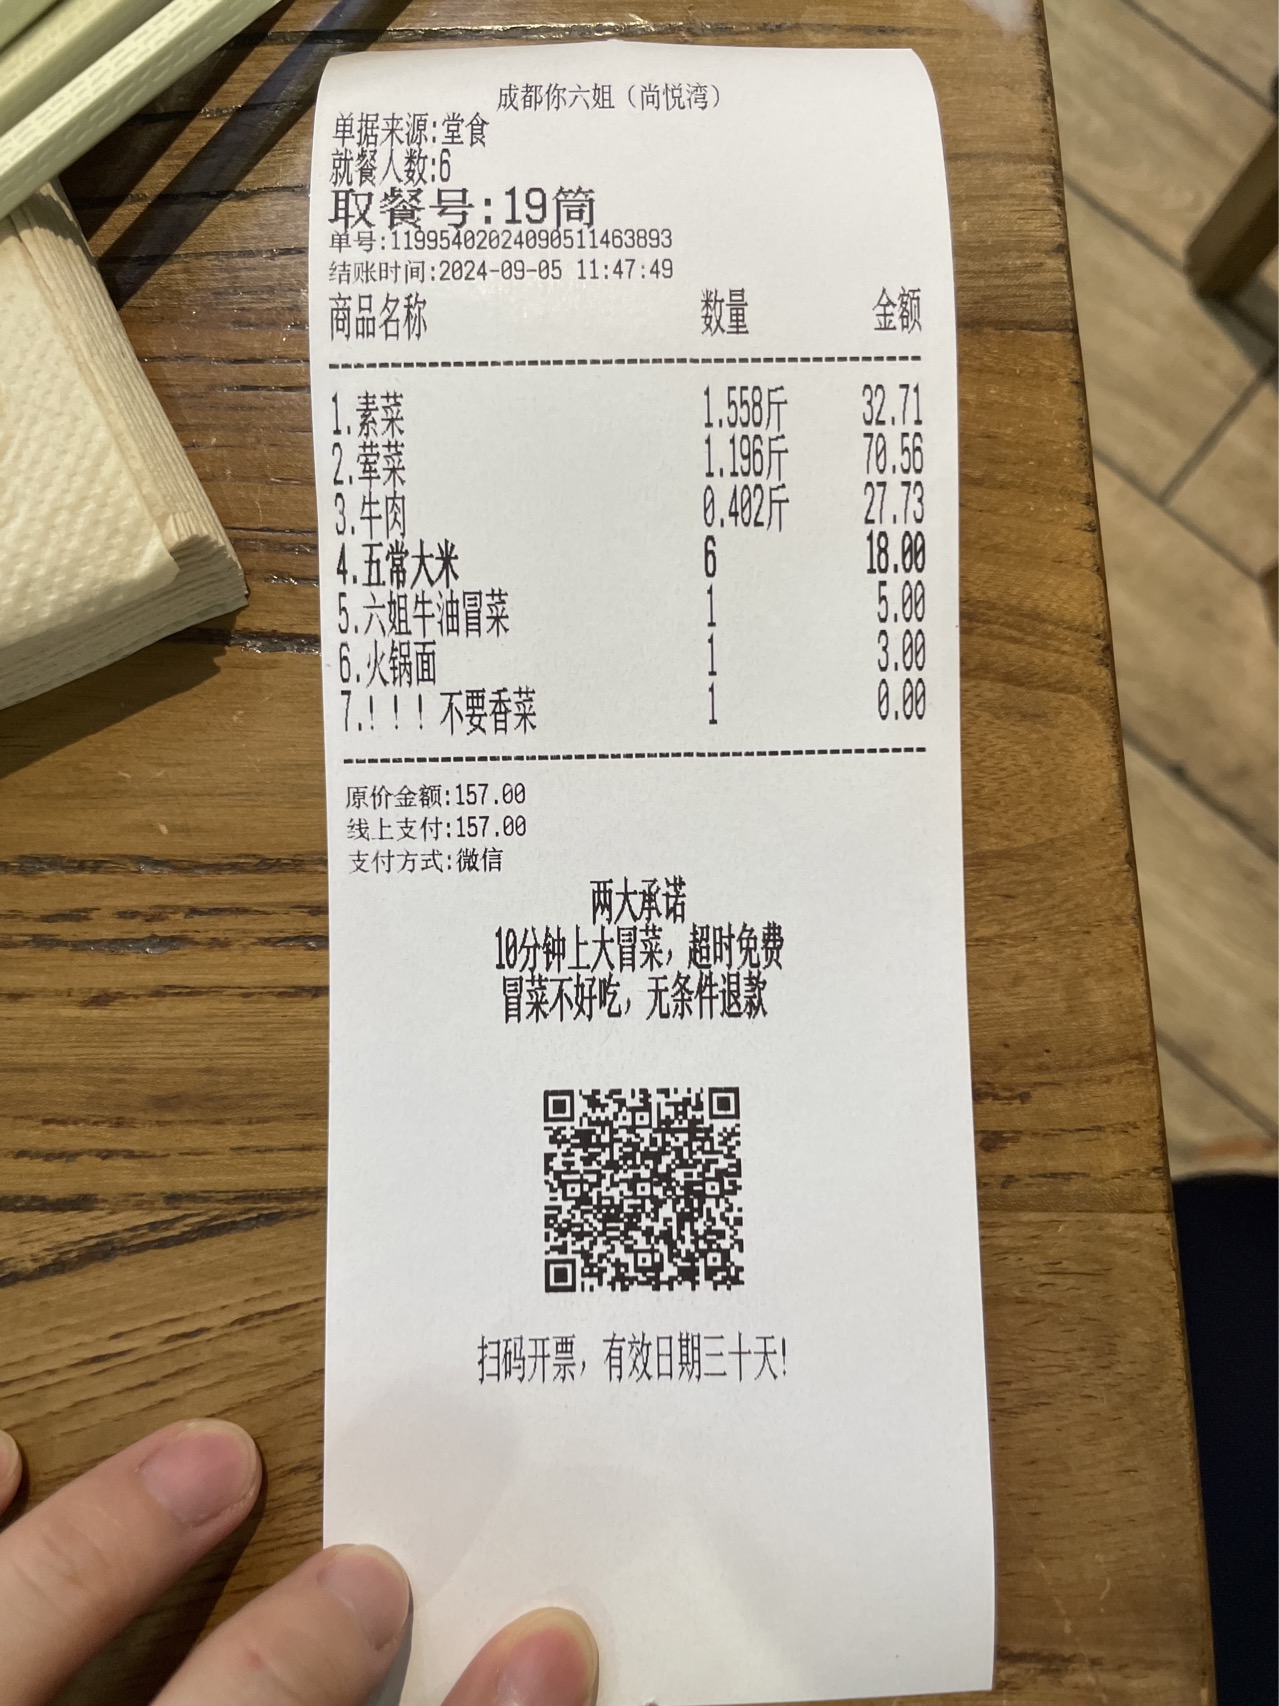 成都你六姐（尚悦湾）
单据来源:堂食
就餐人数:6
取餐号:19筒
单号:11995402024090511463893
结账时间:2024-09-05 11:47:49
商品名称 数量 金额
1.素菜 1.558斤 32.71
2.荤菜 1.196斤 70.56
3.牛肉 0.402斤 27.73
4.五常大米 6 18.00
5.六姐牛油冒菜 1 5.00
6.火锅面 1 3.00
7.！！！不要香菜 1 0.00
原价金额:157.00
线上支付:157.00
支付方式:微信
两大承诺
10分钟上大冒菜，超时免费
冒菜不好吃，无条件退款
扫码开票，有效日期三十天!